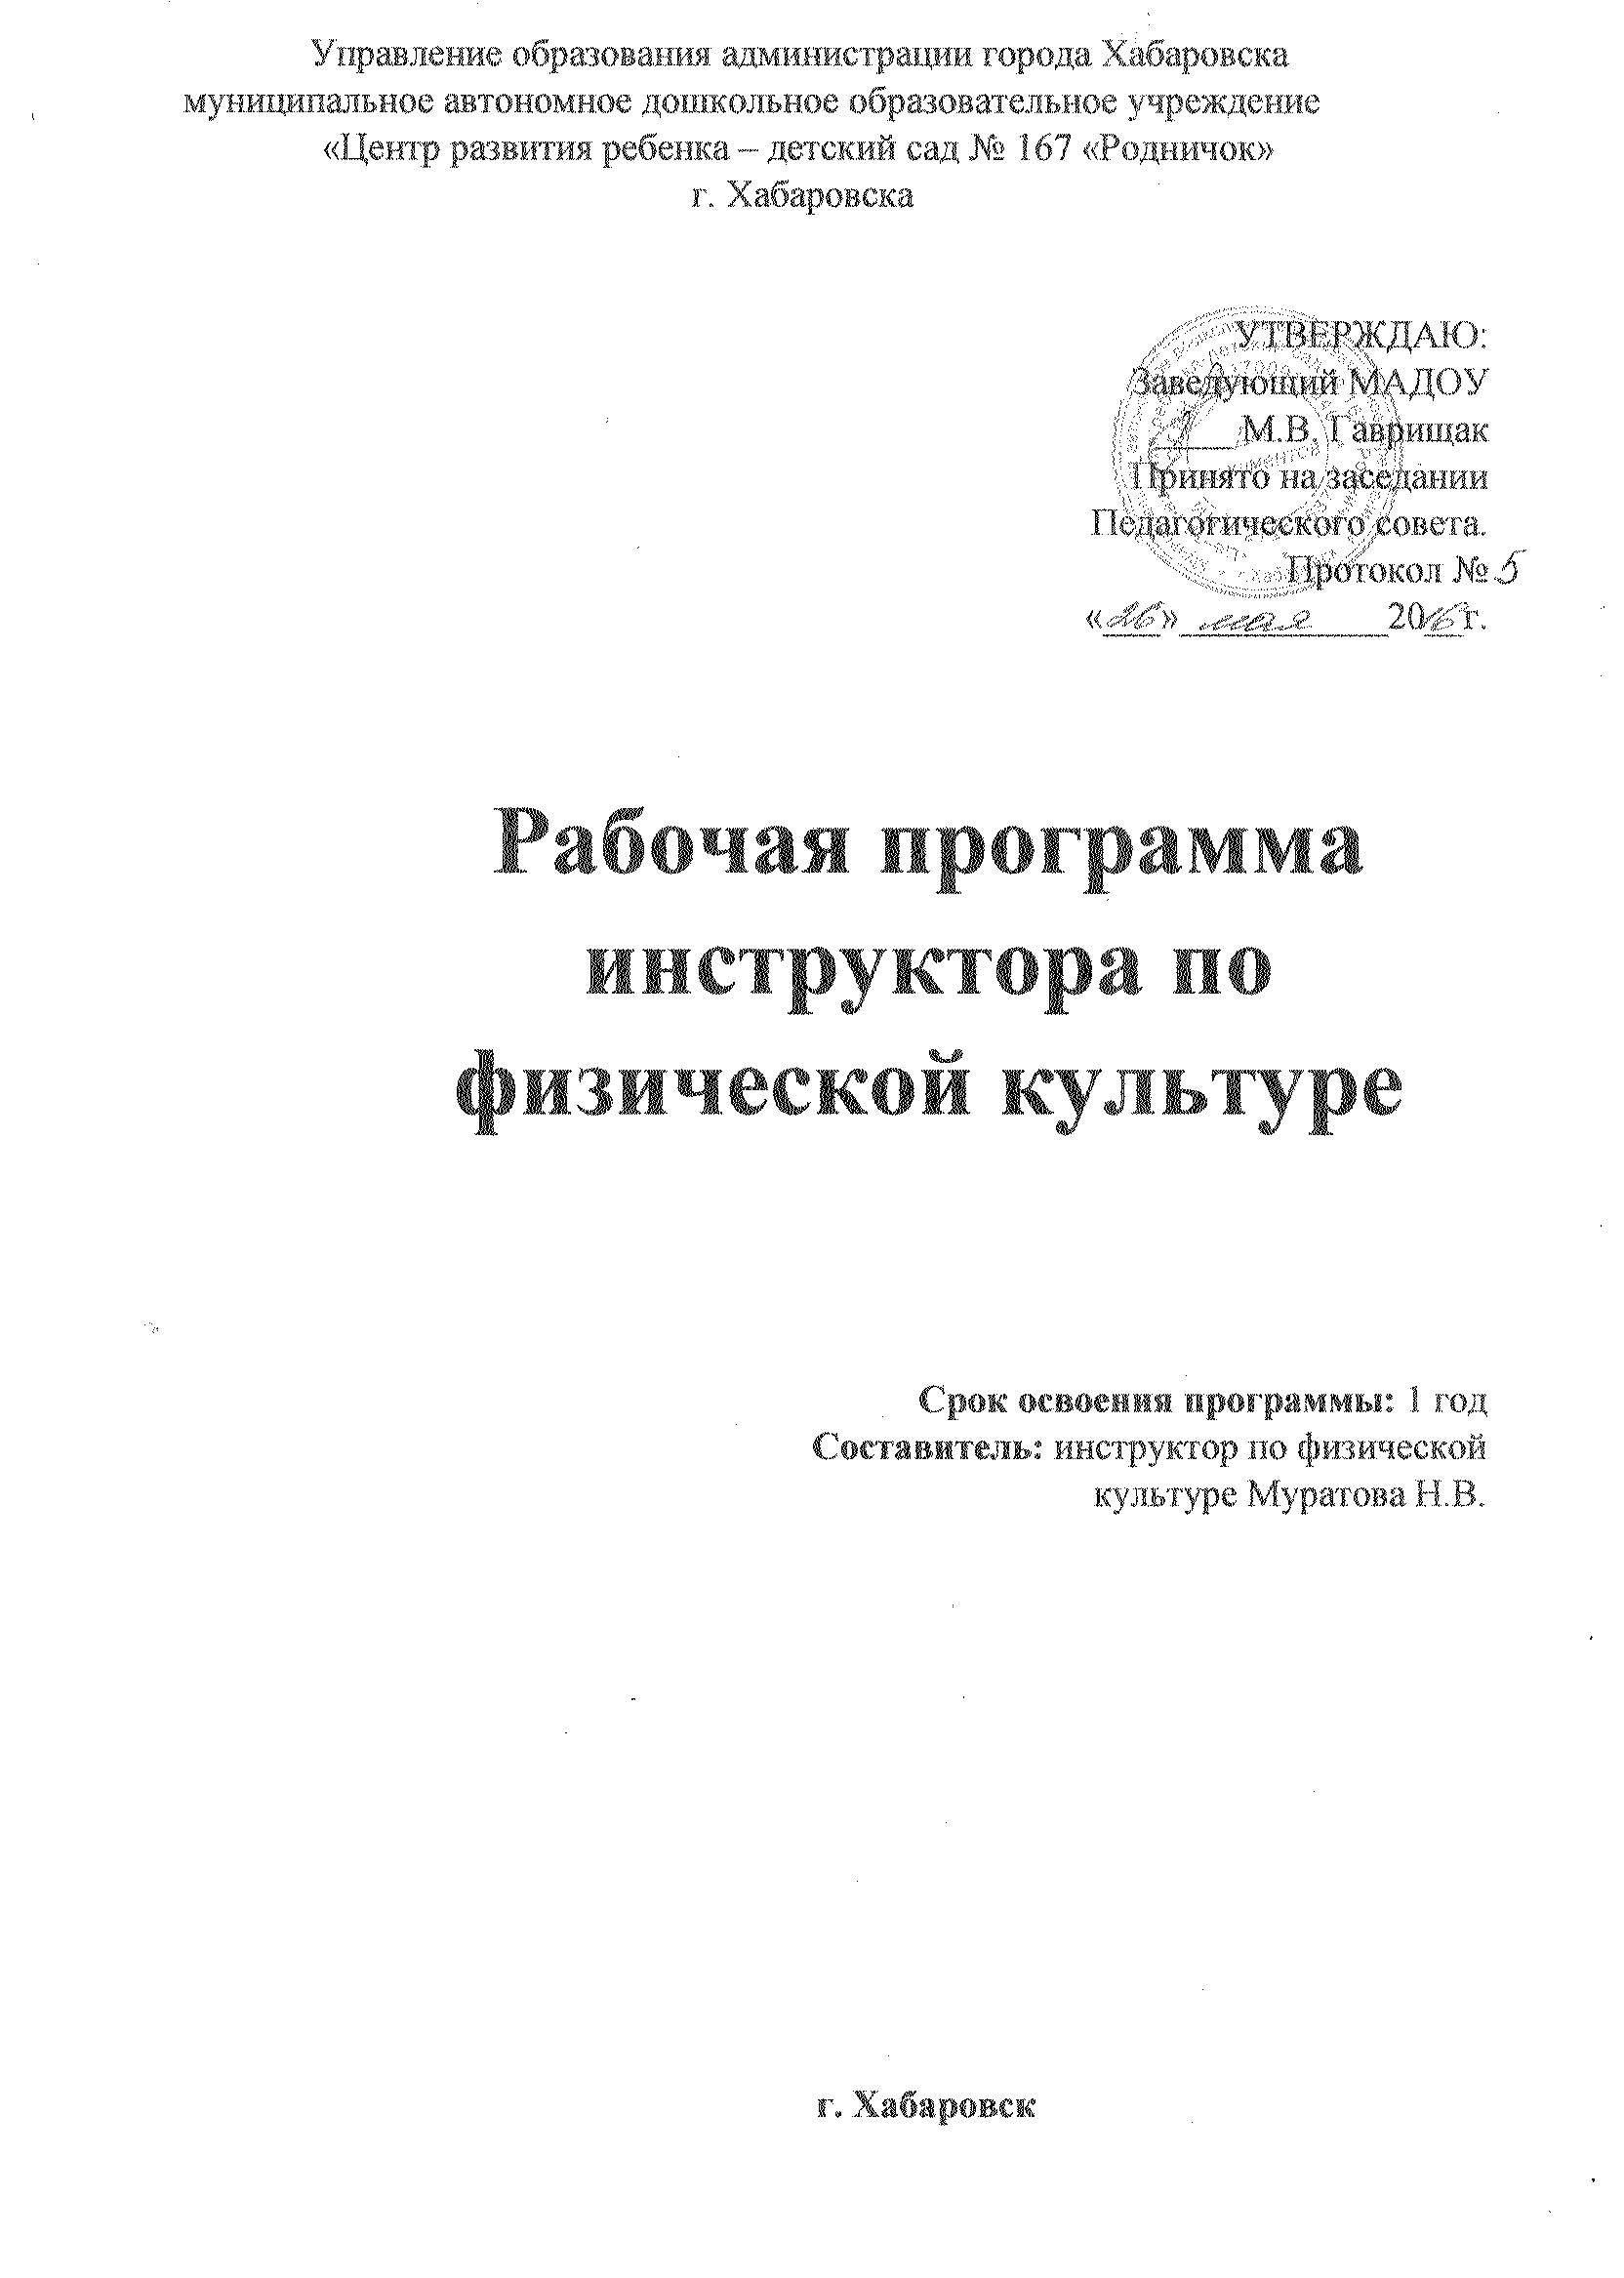 Управление образования администрации города Хабаровска
муниципальное автономное дошкольное образовательное учреждение
«Центр развития ребенка – детский сад № 167 «Родничок»
г. Хабаровска
УТВЕРЖДАЮ:
Заведующий МАДОУ
М.В. Гаврищак
Принято на заседании
Педагогического совета.
Протокол № 5
«26» мая 2016 г.
Рабочая программа
инструктора по
физической культуре
Срок освоения программы: 1 год
Составитель: инструктор по физической
культуре Муратова Н.В.
г. Хабаровск